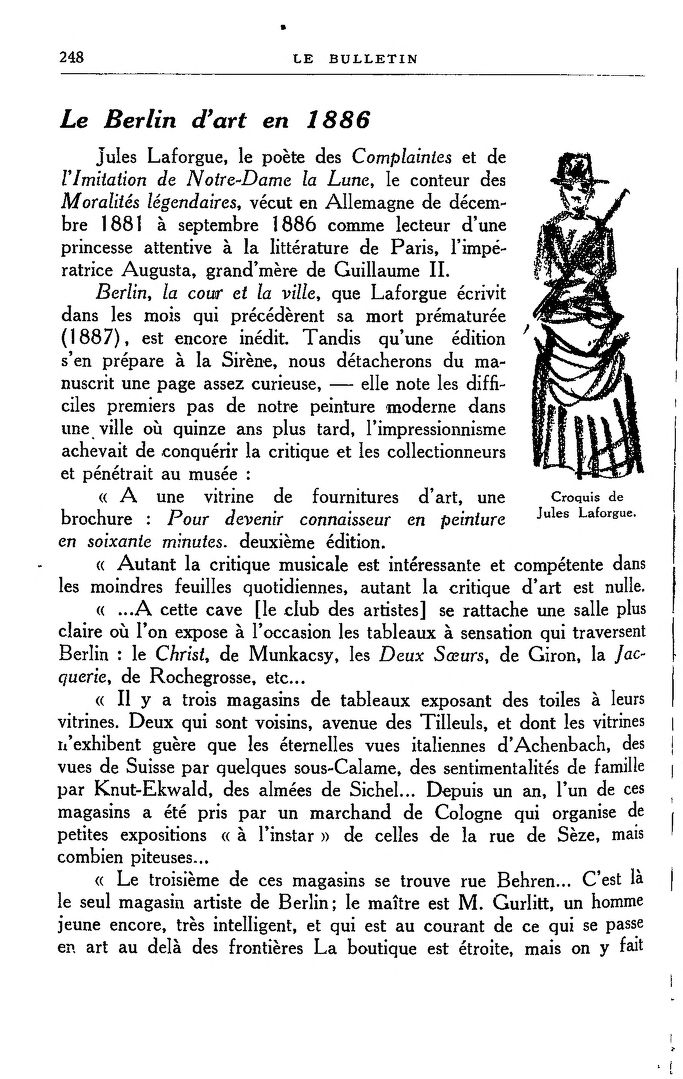 248
LE BULLETIN
Le Berlin d'art en 1886
Jules Laforgue, le poète des Complaintes et de
l'Imitation de Notre-Dame la Lune, le conteur des
Moralités légendaires, vécut en Allemagne de décem-
bre 1881 à septembre 1886 comme lecteur d'une
princesse attentive à la littérature de Paris, l'impé-
ratrice Augusta, grand'mère de Guillaume II.
Berlin, la cour et la ville, que Laforgue écrivit
dans les mois qui précédèrent sa mort prématurée
(1887), est encore inédit. Tandis qu'une édition
s'en prépare à la Sirène, nous détacherons du ma-
nuscrit une page assez curieuse, — elle note les diffi-
ciles premiers pas de notre peinture moderne dans
une ville où quinze ans plus tard, l'impressionnisme
achevait de conquérir la critique et les collectionneurs
et pénétrait au musée :
« A une vitrine de fournitures d'art, une
brochure : Pour devenir connaisseur en peinture
en soixante minutes. deuxième édition.
Croquis de
Jules Laforgue.
« Autant la critique musicale est intéressante et compétente dans
les moindres feuilles quotidiennes, autant la critique d'art est nulle.
« ...A cette cave [le club des artistes] se rattache une salle plus
claire où l'on expose à l'occasion les tableaux à sensation qui traversent
Berlin : le Christ, de Munkacsy, les Deux Sœurs, de Giron, la Jac-
querie, de Rochegrosse, etc...
« Il y a trois magasins de tableaux exposant des toiles à leurs
vitrines. Deux qui sont voisins, avenue des Tilleuls, et dont les vitrines
n'exhibent guère que les éternelles vues italiennes d'Achenbach, des
vues de Suisse par quelques sous-Calame, des sentimentalités de famille
par Knut-Ekwald, des almées de Sichel... Depuis un an, l'un de ces
magasins a été pris par un marchand de Cologne qui organise de
petites expositions « à l'instar » de celles de la rue de Sèze, mais
combien piteuses...
« Le troisième de ces magasins se trouve rue Behren... C'est là
le seul magasin artiste de Berlin; le maître est M. Gurlitt, un homme
jeune encore, très intelligent, et qui est au courant de ce qui se passe
en art au delà des frontières La boutique est étroite, mais on y fait